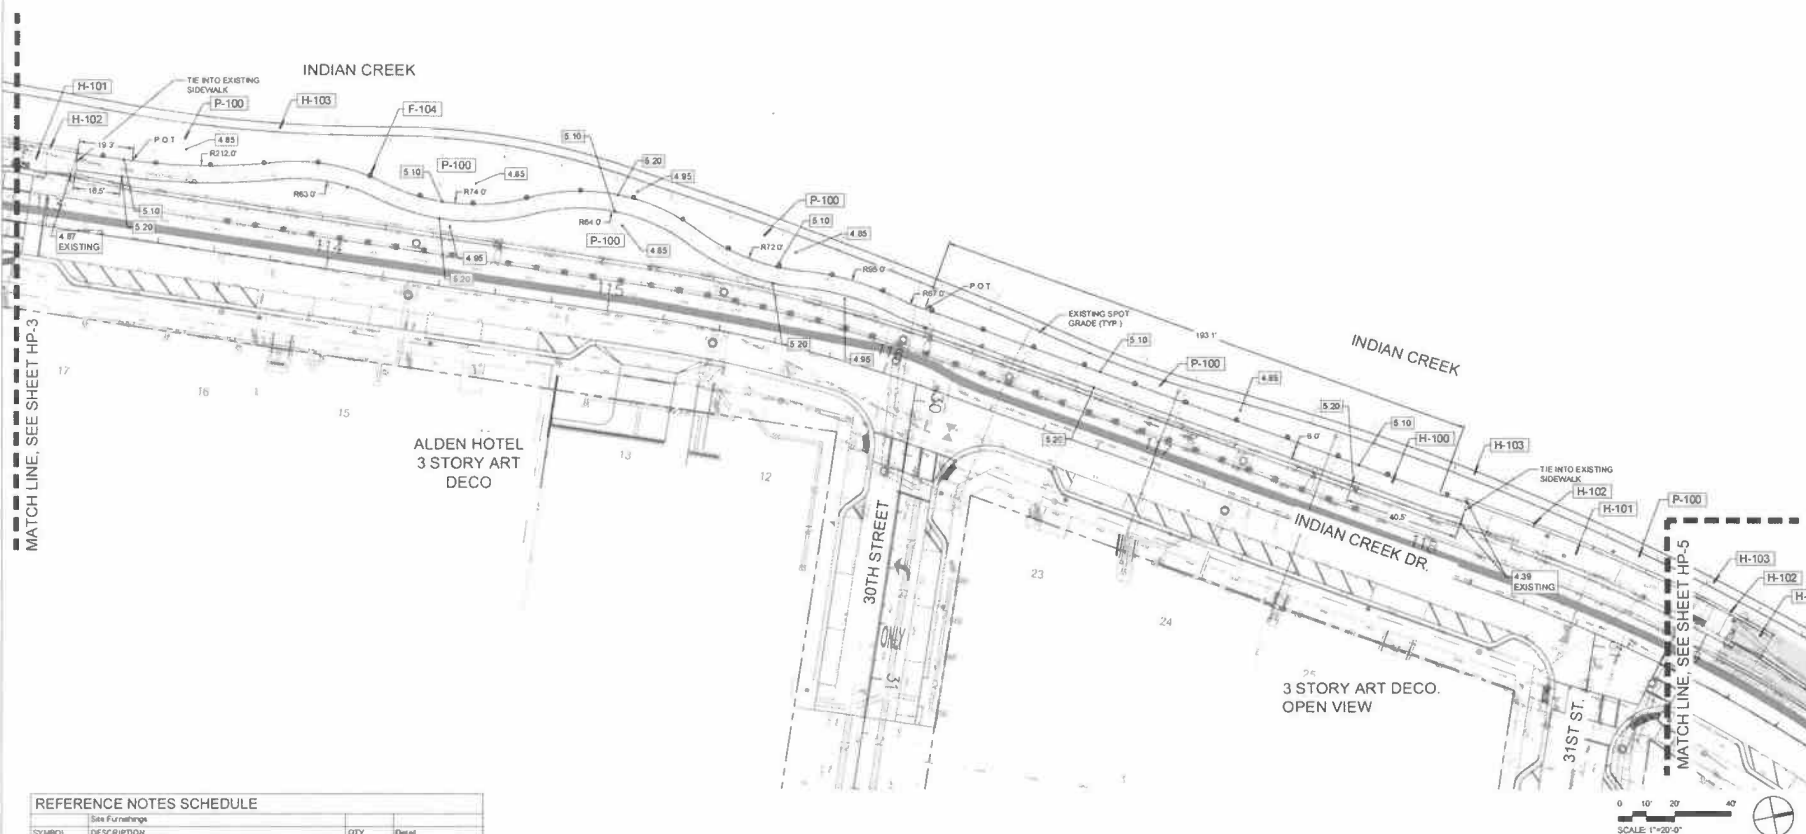 INDIAN CREEK
H-101
TIE INTO EXISTING
SIDEWALK
P-100
H-103
F-104
H-102
19.2'
P O T
4.85
R212.0'
5.10
P-100
5.10
5.20
4.95
4.85
R74.0'
R63.0'
18.5'
5.10
5.20
4.87
EXISTING
R64.0'
P-100
4.85
P-100
5.10
4.85
R72.0'
R95.0'
R67.0'
P O T
4.95
5.20
115
EXISTING SPOT
GRADE (TYP.)
193.1'
INDIAN CREEK
5.10
P-100
4.85
5.20
4.95
5.20
5.20
5.10
H-100
H-103
6.0'
TIE INTO EXISTING
SIDEWALK
H-102
H-101
P-100
40.5'
4.39
EXISTING
H-103
H-102
MATCH LINE, SEE SHEET HP-3
17
16
15
ALDEN HOTEL
3 STORY ART
DECO
13
12
30
30TH STREET
ONLY
31
INDIAN CREEK DR.
23
24
25
3 STORY ART DECO.
OPEN VIEW
31ST ST.
MATCH LINE, SEE SHEET HP-5
REFERENCE NOTES SCHEDULE
Site Furnishings
SYMBOL DESCRIPTION QTY Detail
0 10' 20' 40'
SCALE: 1"=20'-0"